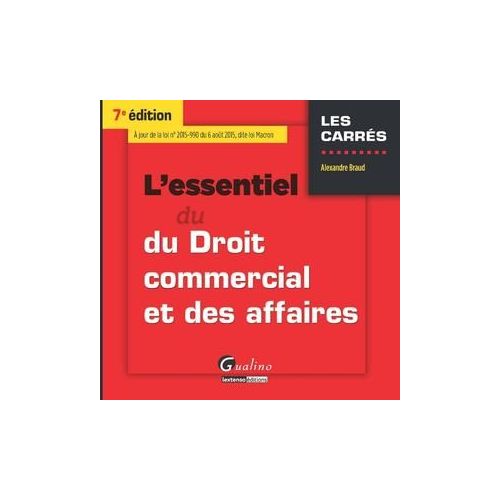 7e édition
À jour de la loi n° 2015-990 du 6 août 2015, dite loi Macron
LES
CARRÉS
Alexandre Braud
L'essentiel
du
du Droit
commercial
et des affaires
Gualino
lextenso éditions